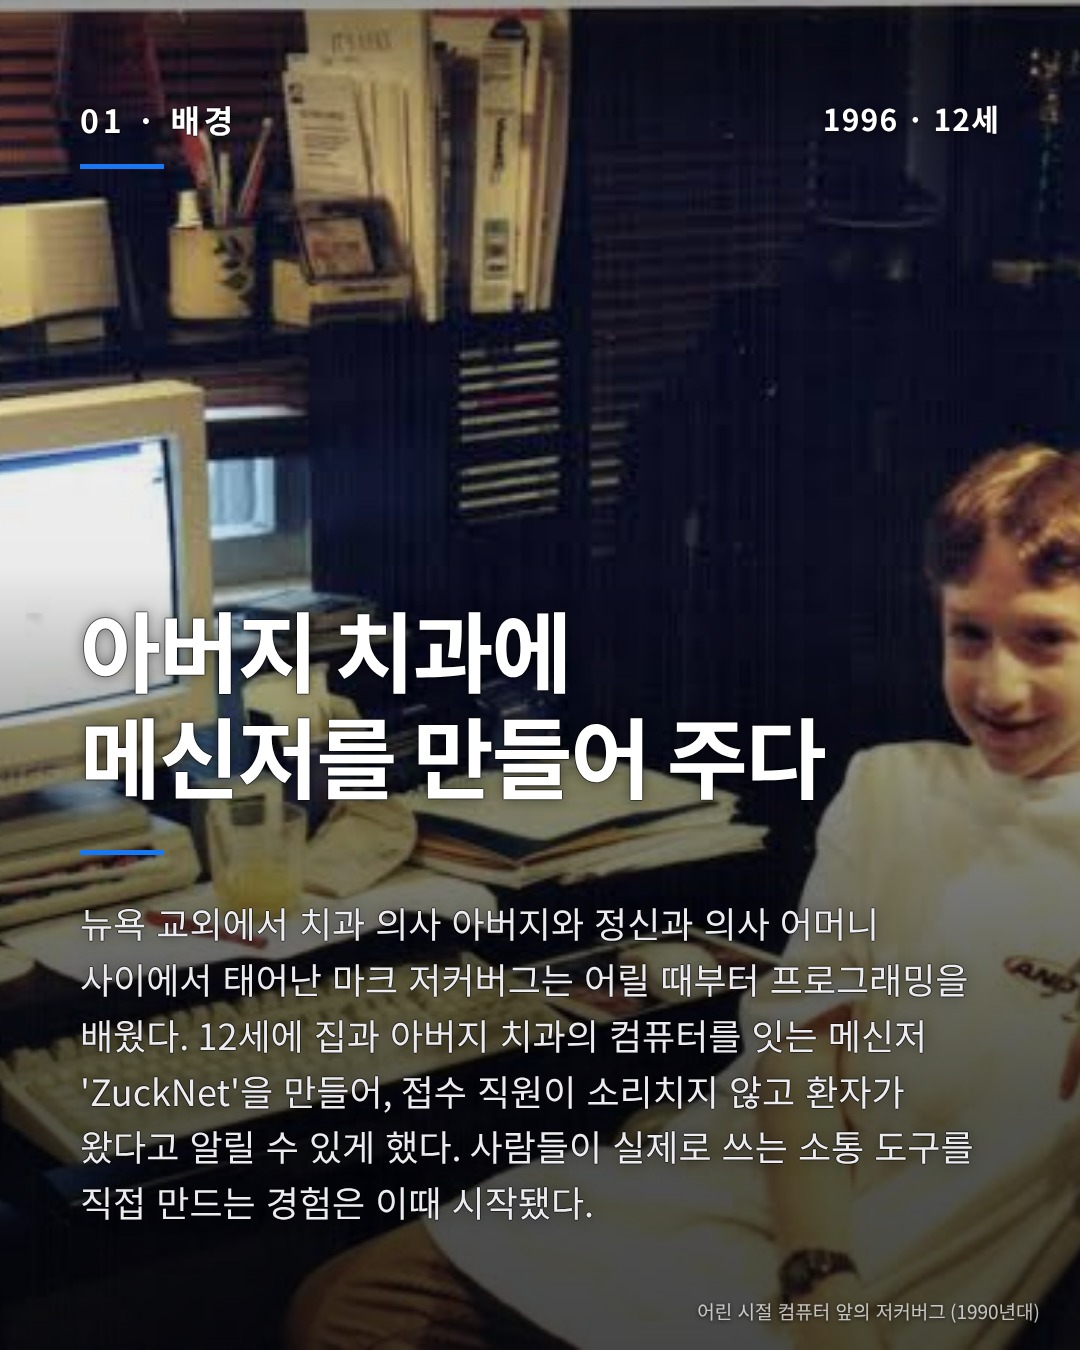 01 · 배경
1996 · 12세
아버지 치과에
메신저를 만들어 주다
뉴욕 교외에서 치과 의사 아버지와 정신과 의사 어머니
사이에서 태어난 마크 저커버그는 어릴 때부터 프로그래밍을
배웠다. 12세에 집과 아버지 치과의 컴퓨터를 잇는 메신저
'ZuckNet'을 만들어, 접수 직원이 소리치지 않고 환자가
왔다고 알릴 수 있게 했다. 사람들이 실제로 쓰는 소통 도구를
직접 만드는 경험은 이때 시작됐다.
어린 시절 컴퓨터 앞의 저커버그 (1990년대)